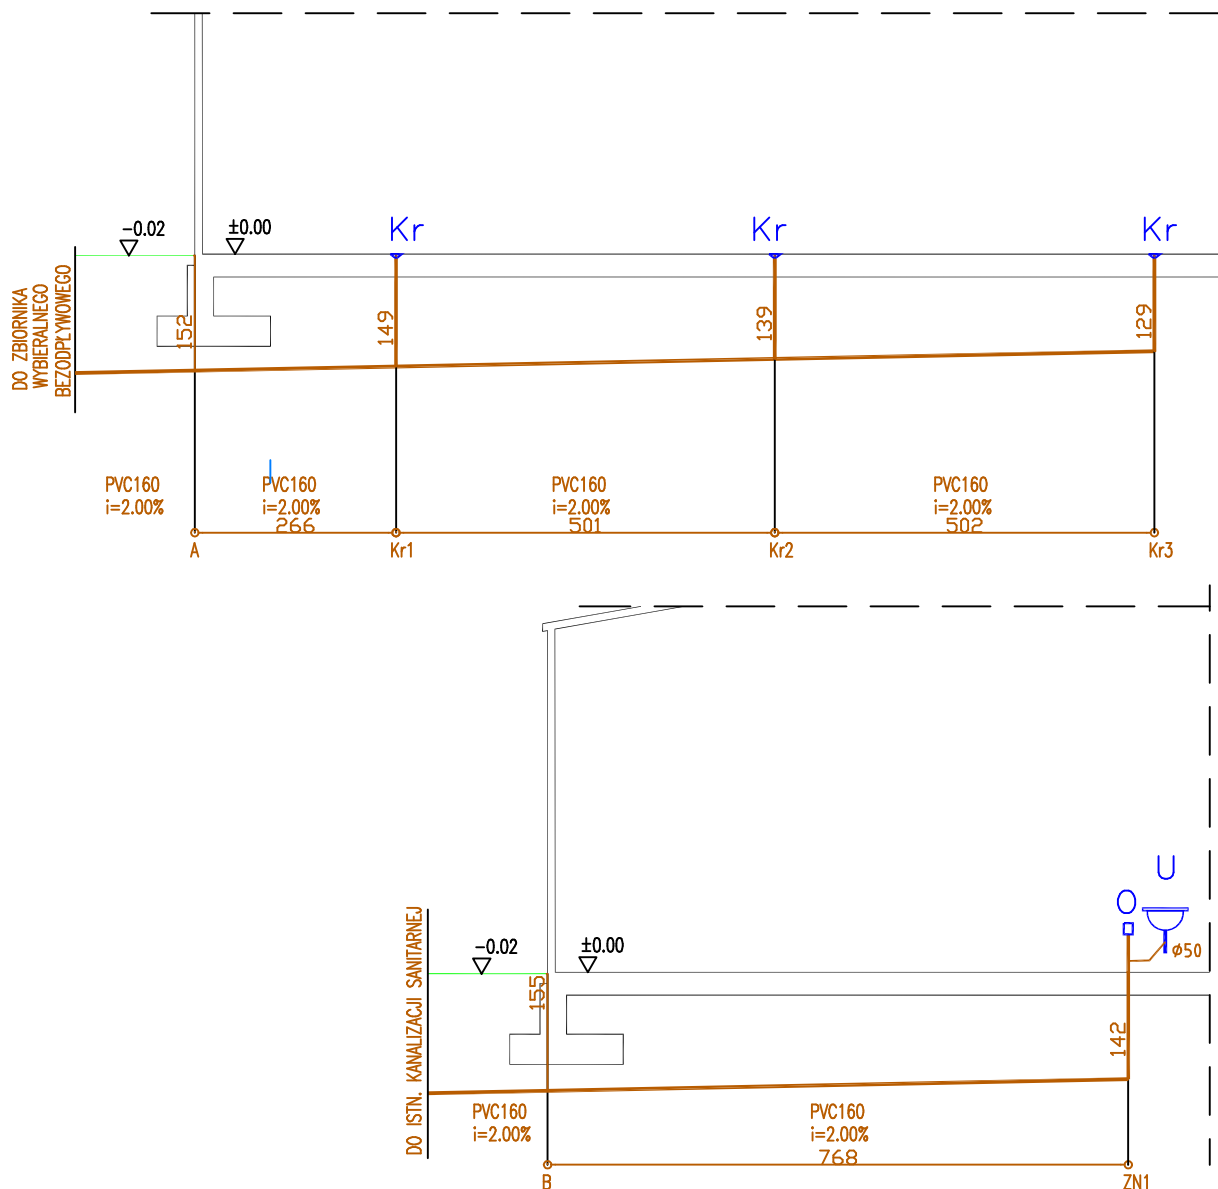 Kr Kr Kr
-0.02 ±0.00
DO ZBIORNIKA
WYBIERALNEGO
BEZODPŁYWOWEGO
152 149 139 129
PVC160 PVC160 PVC160 PVC160
i=2.00% i=2.00% i=2.00% i=2.00%
266 501 502
A Kr1 Kr2 Kr3
U
O
-0.02 ±0.00
ø50
DO ISTN. KANALIZACJI SANITARNEJ
155 142
PVC160 PVC160
i=2.00% i=2.00%
768
B ZN1